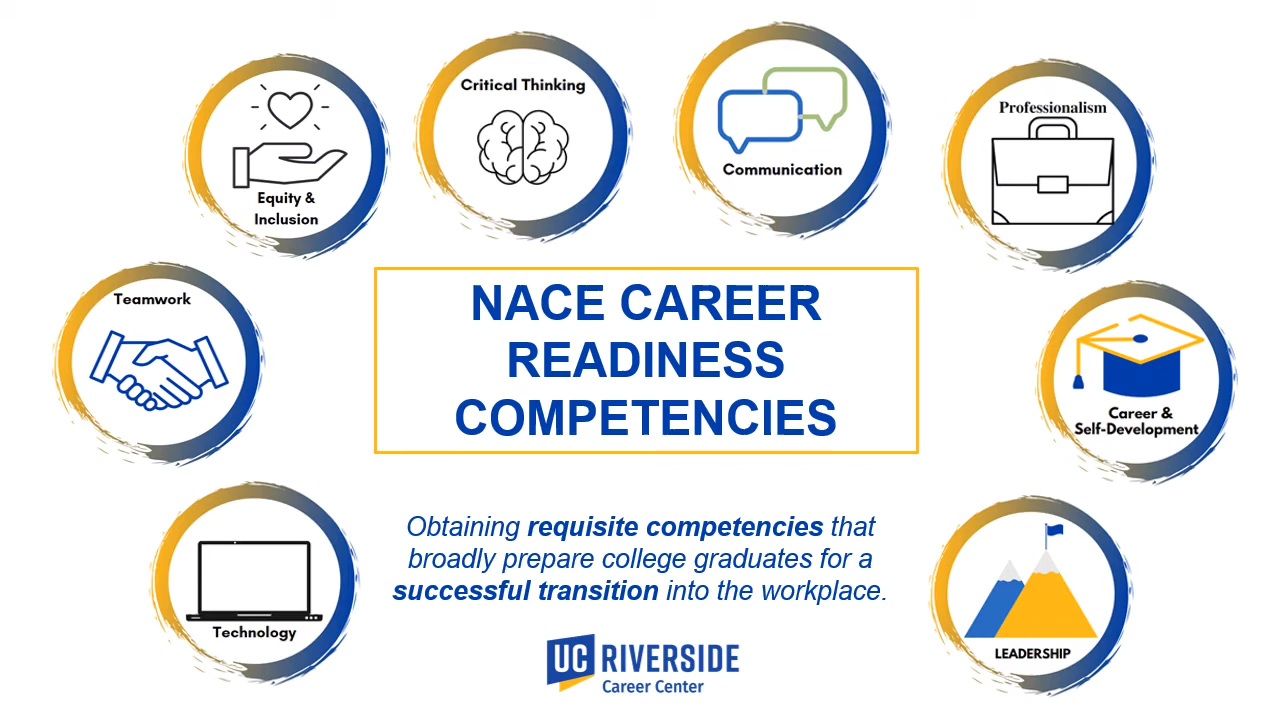 Critical Thinking
Communication
Professionalism
Equity &
Inclusion
Teamwork
NACE CAREER
READINESS
COMPETENCIES
Career &
Self-Development
Obtaining requisite competencies that
broadly prepare college graduates for a
successful transition into the workplace.
Technology
LEADERSHIP
UC RIVERSIDE
Career Center